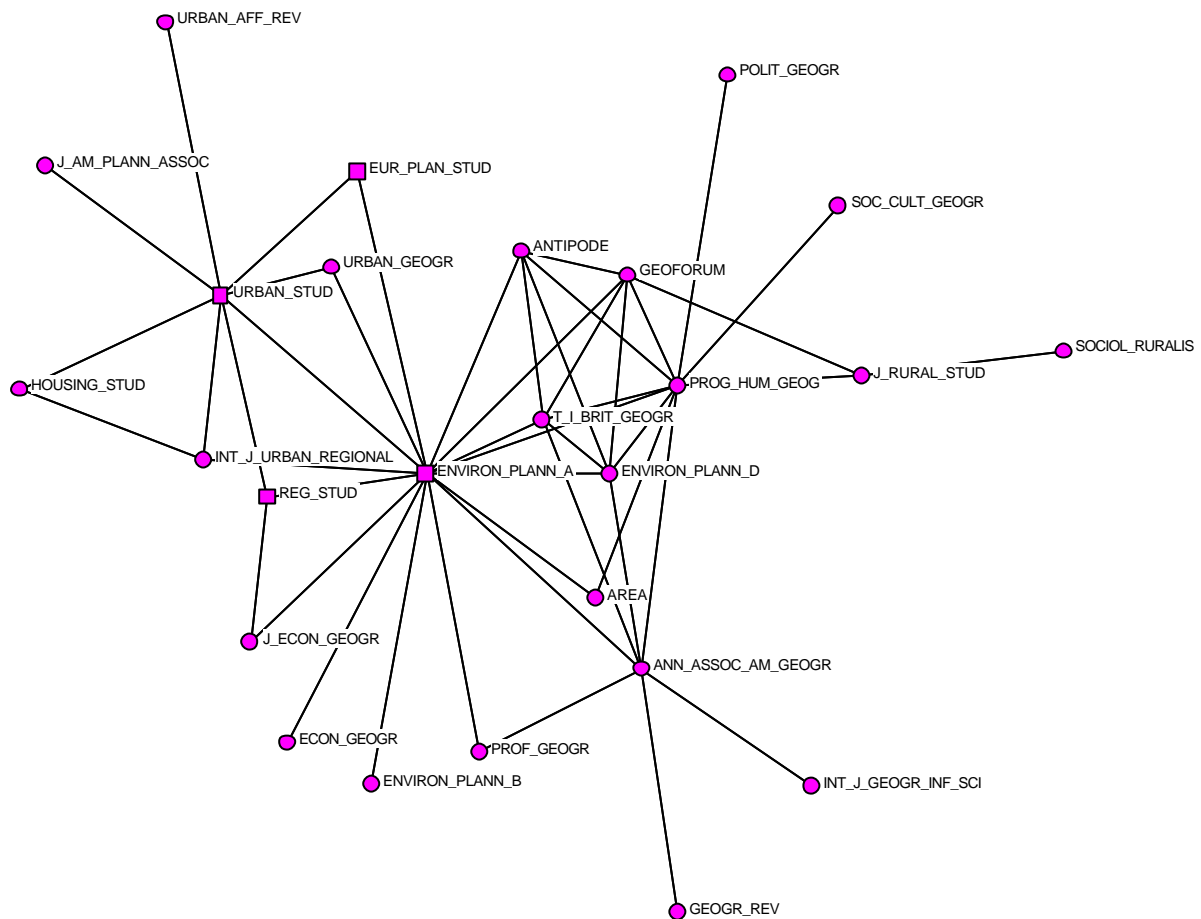 URBAN_AFF_REV
POLIT_GEOGR
J_AM_PLANN_ASSOC
EUR_PLAN_STUD
SOC_CULT_GEOGR
ANTIPODE
URBAN_GEOGR
GEOFORUM
URBAN_STUD
SOCIOL_RURALIS
J_RURAL_STUD
HOUSING_STUD
PROG_HUM_GEOG
T_I_BRIT_GEOGR
INT_J_URBAN_REGIONAL
ENVIRON_PLANN_A
ENVIRON_PLANN_D
REG_STUD
AREA
J_ECON_GEOGR
ANN_ASSOC_AM_GEOGR
ECON_GEOGR
PROF_GEOGR
ENVIRON_PLANN_B
INT_J_GEOGR_INF_SCI
GEOGR_REV